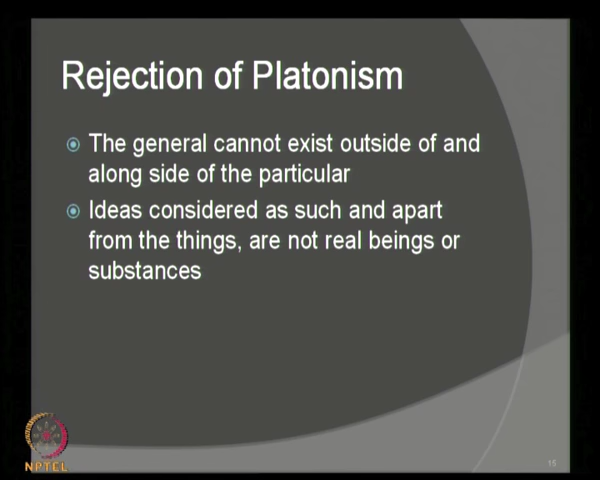 Rejection of Platonism
The general cannot exist outside of and
along side of the particular
Ideas considered as such and apart
from the things, are not real beings or
substances
NPTEL
15